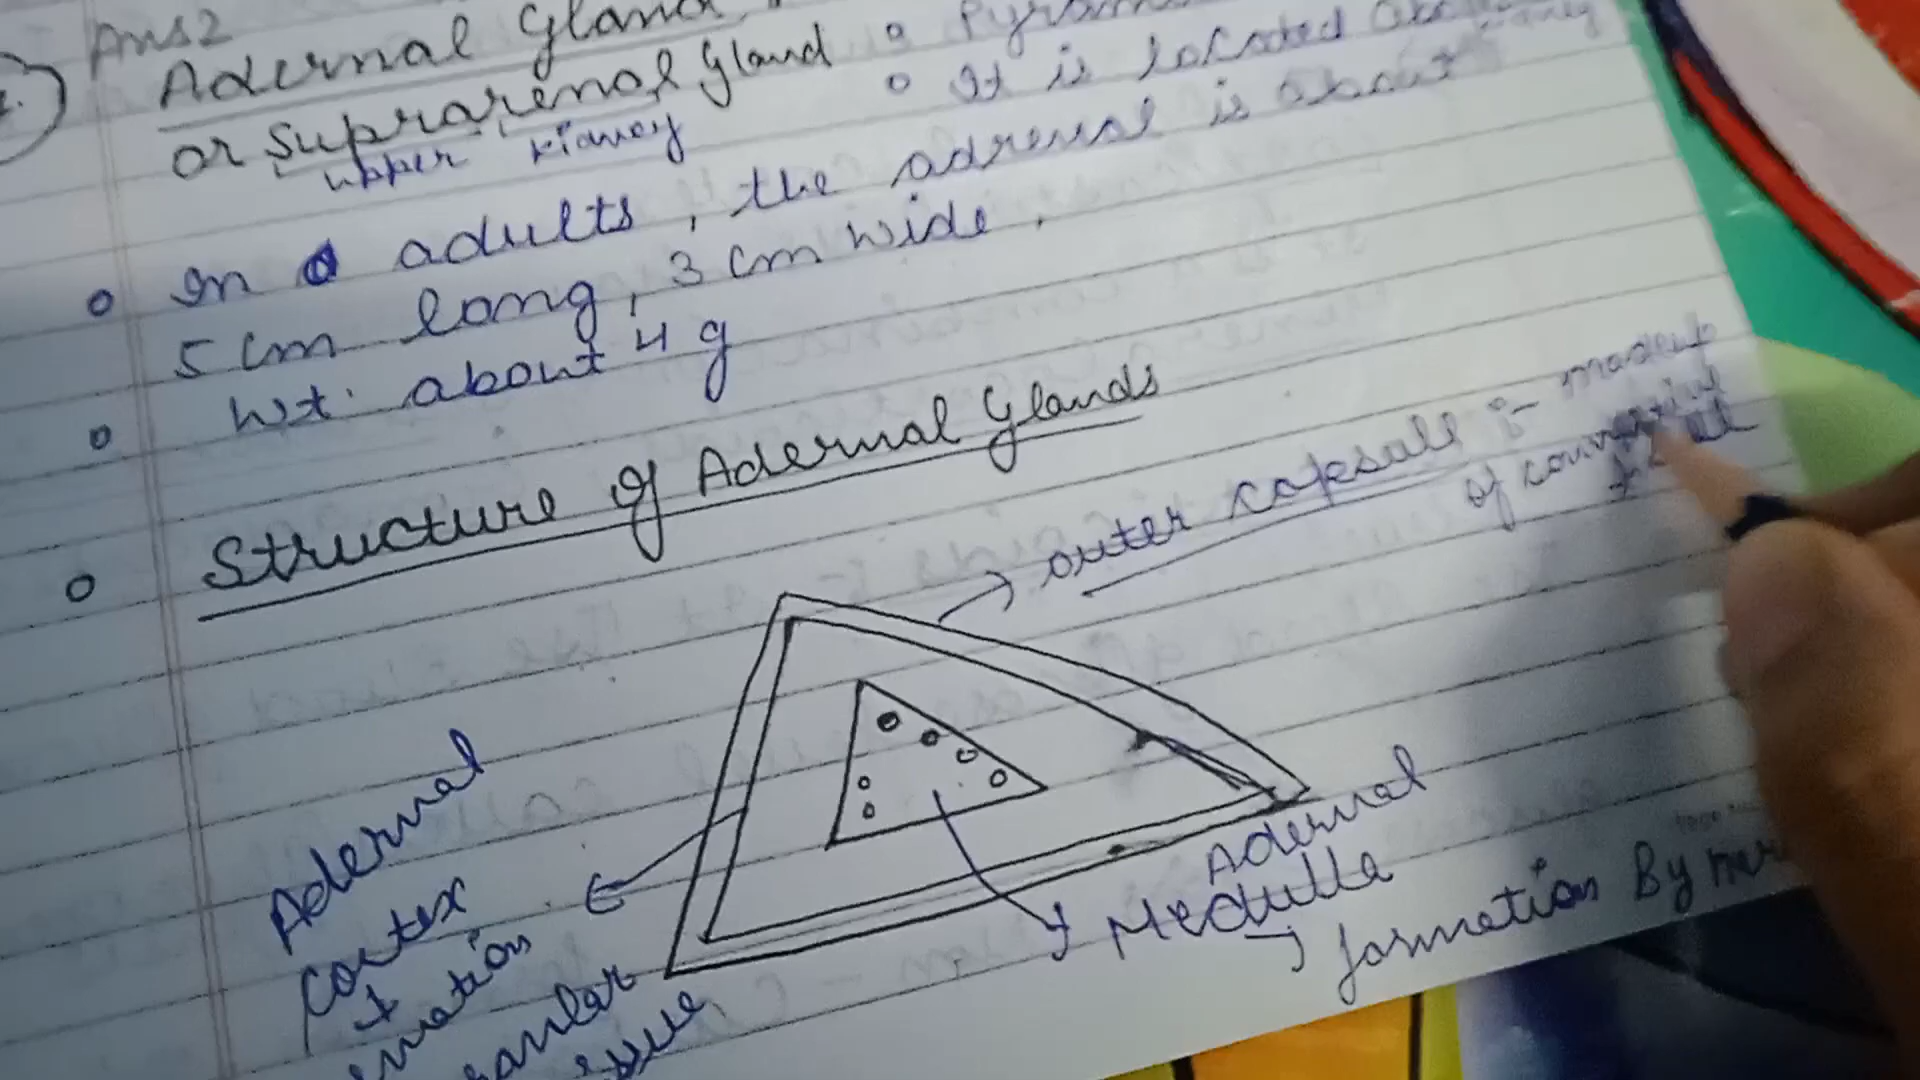 Ans2
Adernal Gland
or Suprarenal Gland
upper kidney
o It is located
o In adults, the adrenal is about
5 cm long, 3 cm wide.
o wt. about 4 g
o Structure of Adernal Glands
outer capsule :- madeup
of
Adernal
Cortex
Adernal
Medulla
formation By